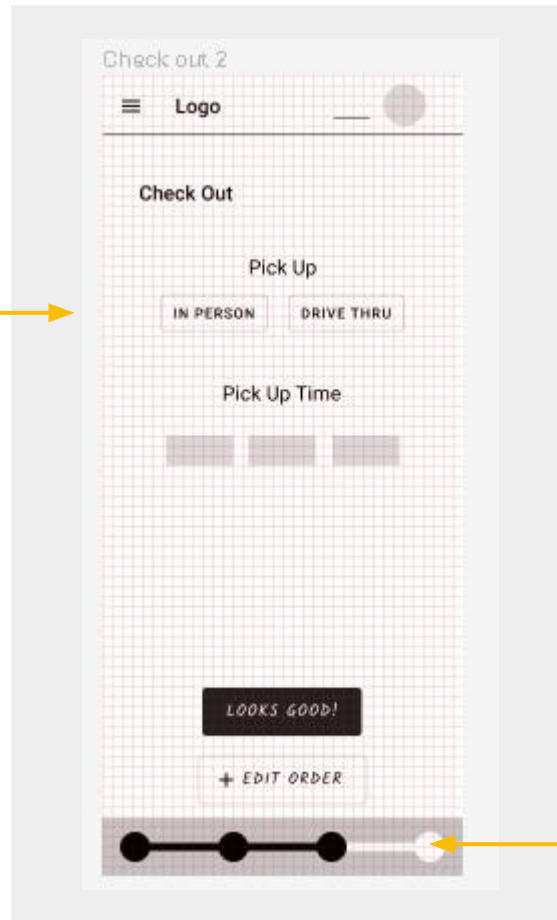 Check out 2
Logo
Check Out
Pick Up
IN PERSON DRIVE THRU
Pick Up Time
LOOKS GOOD!
+ EDIT ORDER